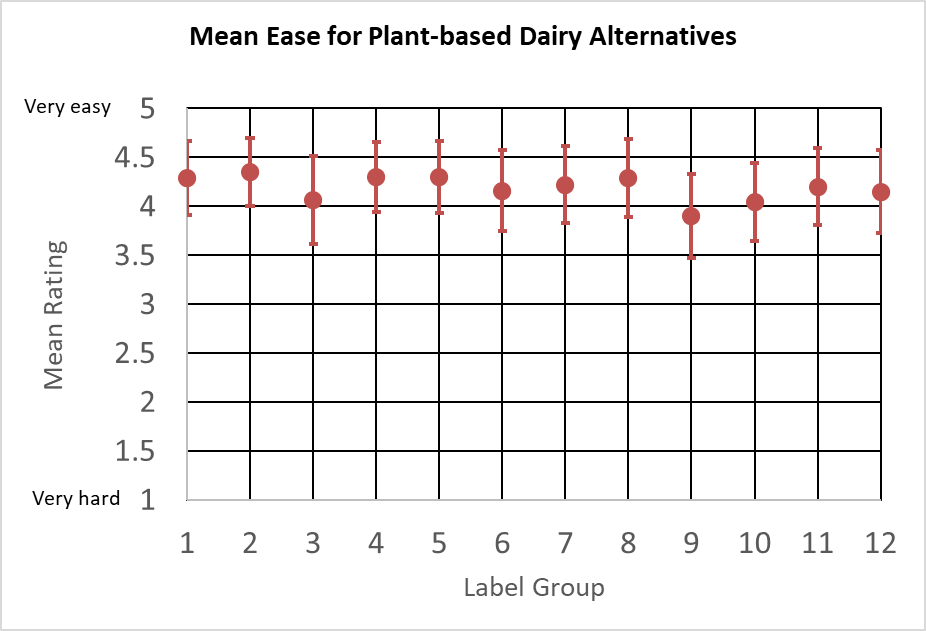 Mean Ease for Plant-based Dairy Alternatives
Very easy
5
4.5
4
3.5
3
2.5
2
1.5
Very hard
1
Mean Rating
1 2 3 4 5 6 7 8 9 10 11 12
Label Group